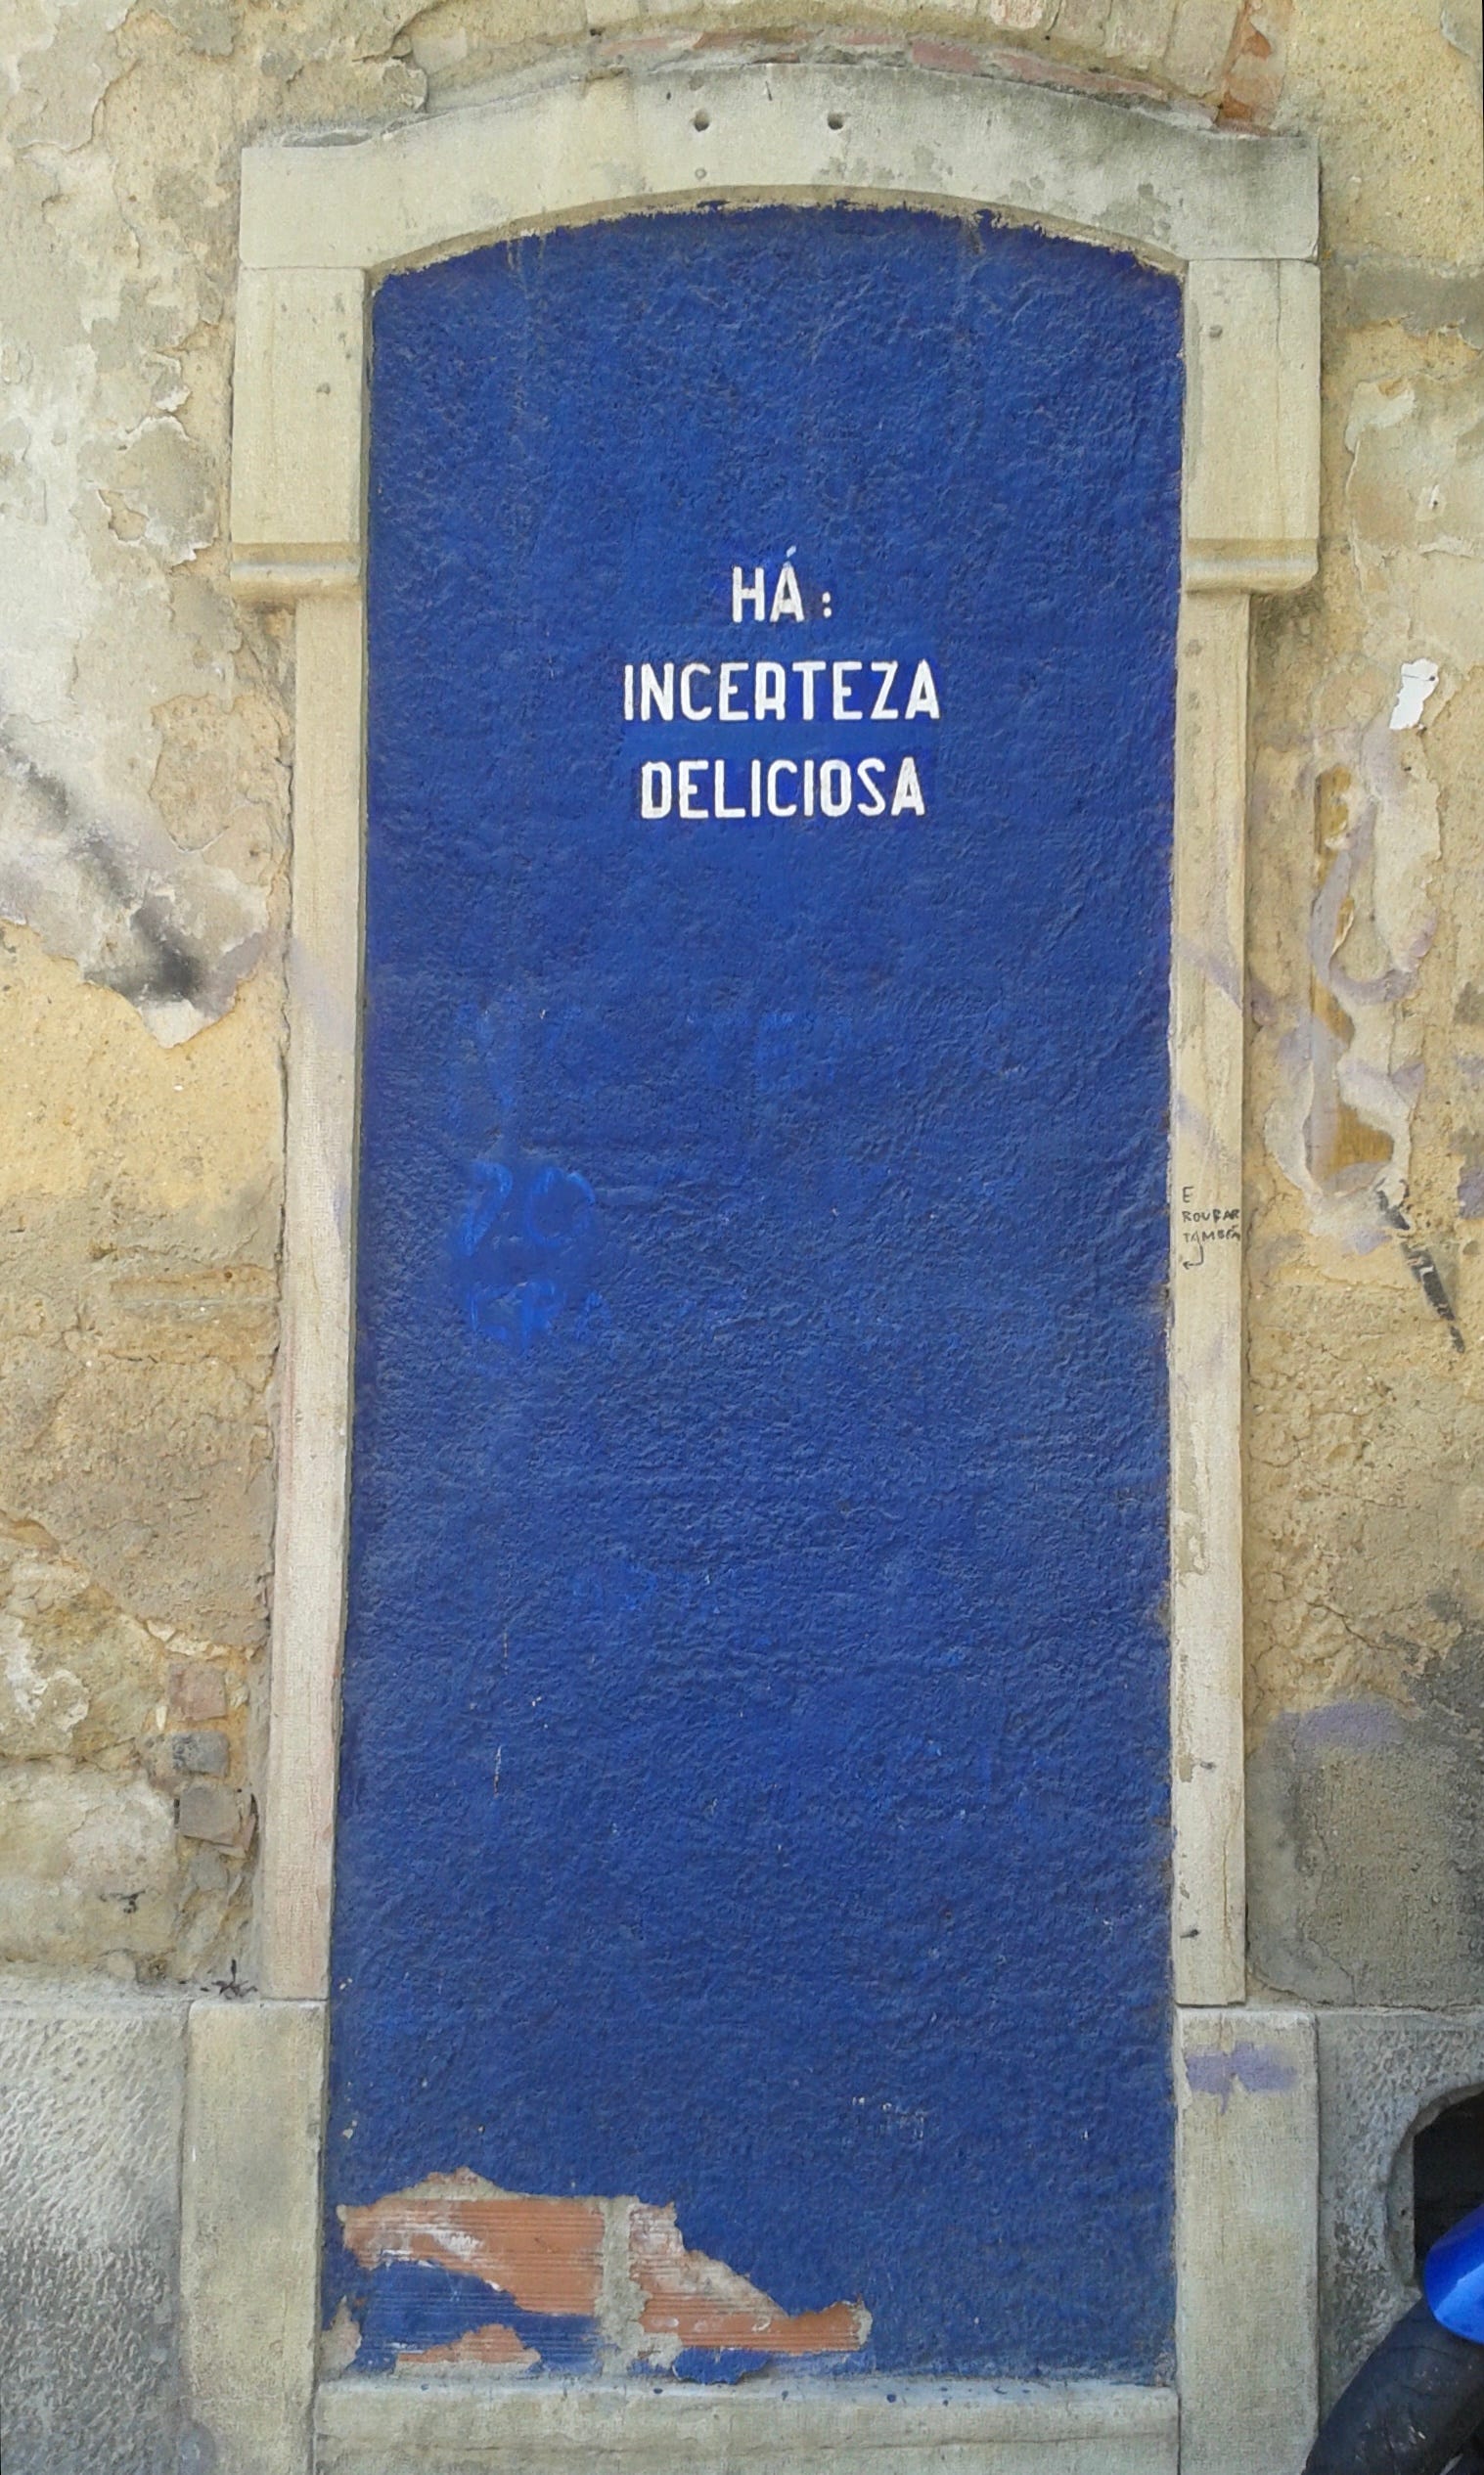 HÁ:
INCERTEZA
DELICIOSA
E
ROUBAR
TAMBÉM